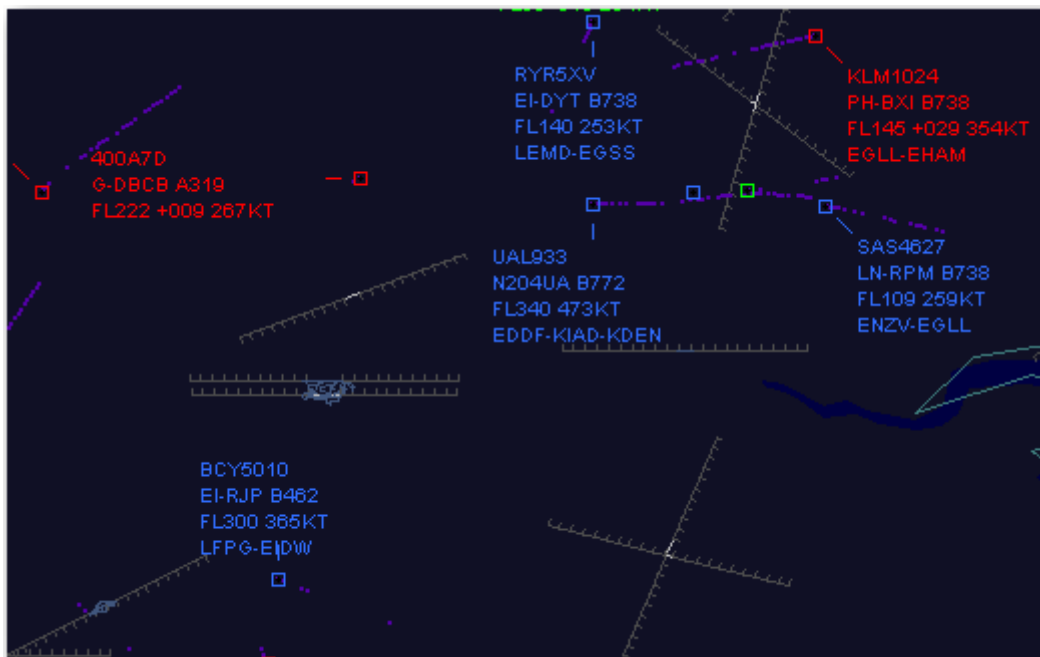 RYR5XV
EI-DYT B738
FL140 253KT
LEMD-EGSS
KLM1024
PH-BXI B738
FL145 +029 354KT
EGLL-EHAM
400A7D
G-DBCB A319
FL222 +009 267KT
UAL933
N204UA B772
FL340 473KT
EDDF-KIAD-KDEN
SAS4627
LN-RPM B738
FL109 259KT
ENZV-EGLL
BCY5010
EI-RJP B462
FL300 365KT
LFPG-EIDW